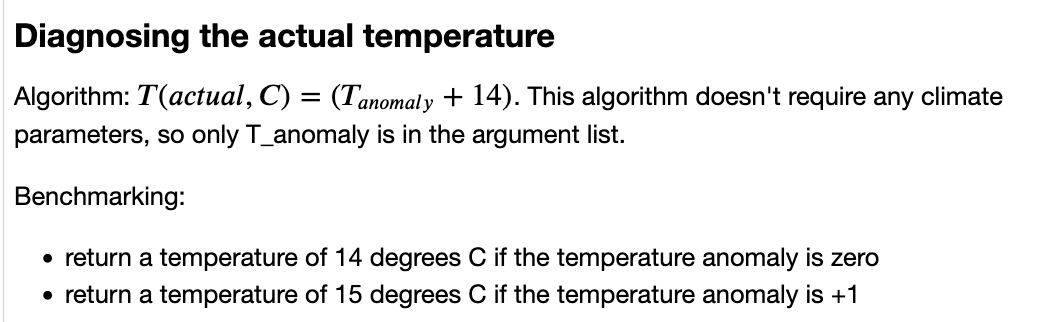 Diagnosing the actual temperature
Algorithm: T(actual, C) = (T_anomaly + 14). This algorithm doesn't require any climate
parameters, so only T_anomaly is in the argument list.
Benchmarking:
• return a temperature of 14 degrees C if the temperature anomaly is zero
• return a temperature of 15 degrees C if the temperature anomaly is +1